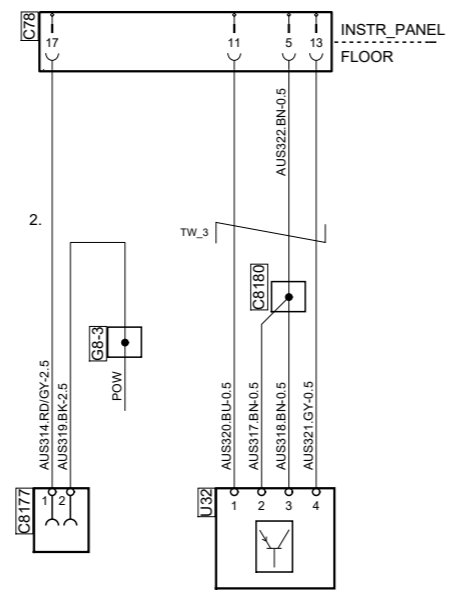 C78
INSTR_PANEL
17
11
5
13
FLOOR
AUS322.BN-0.5
2.
TW_3
C8180
G8-3
POW
AUS314.RD/GY-2.5
AUS319.BK-2.5
AUS320.BU-0.5
AUS317.BN-0.5
AUS318.BN-0.5
AUS321.GY-0.5
C8177
1
2
U32
1
2
3
4